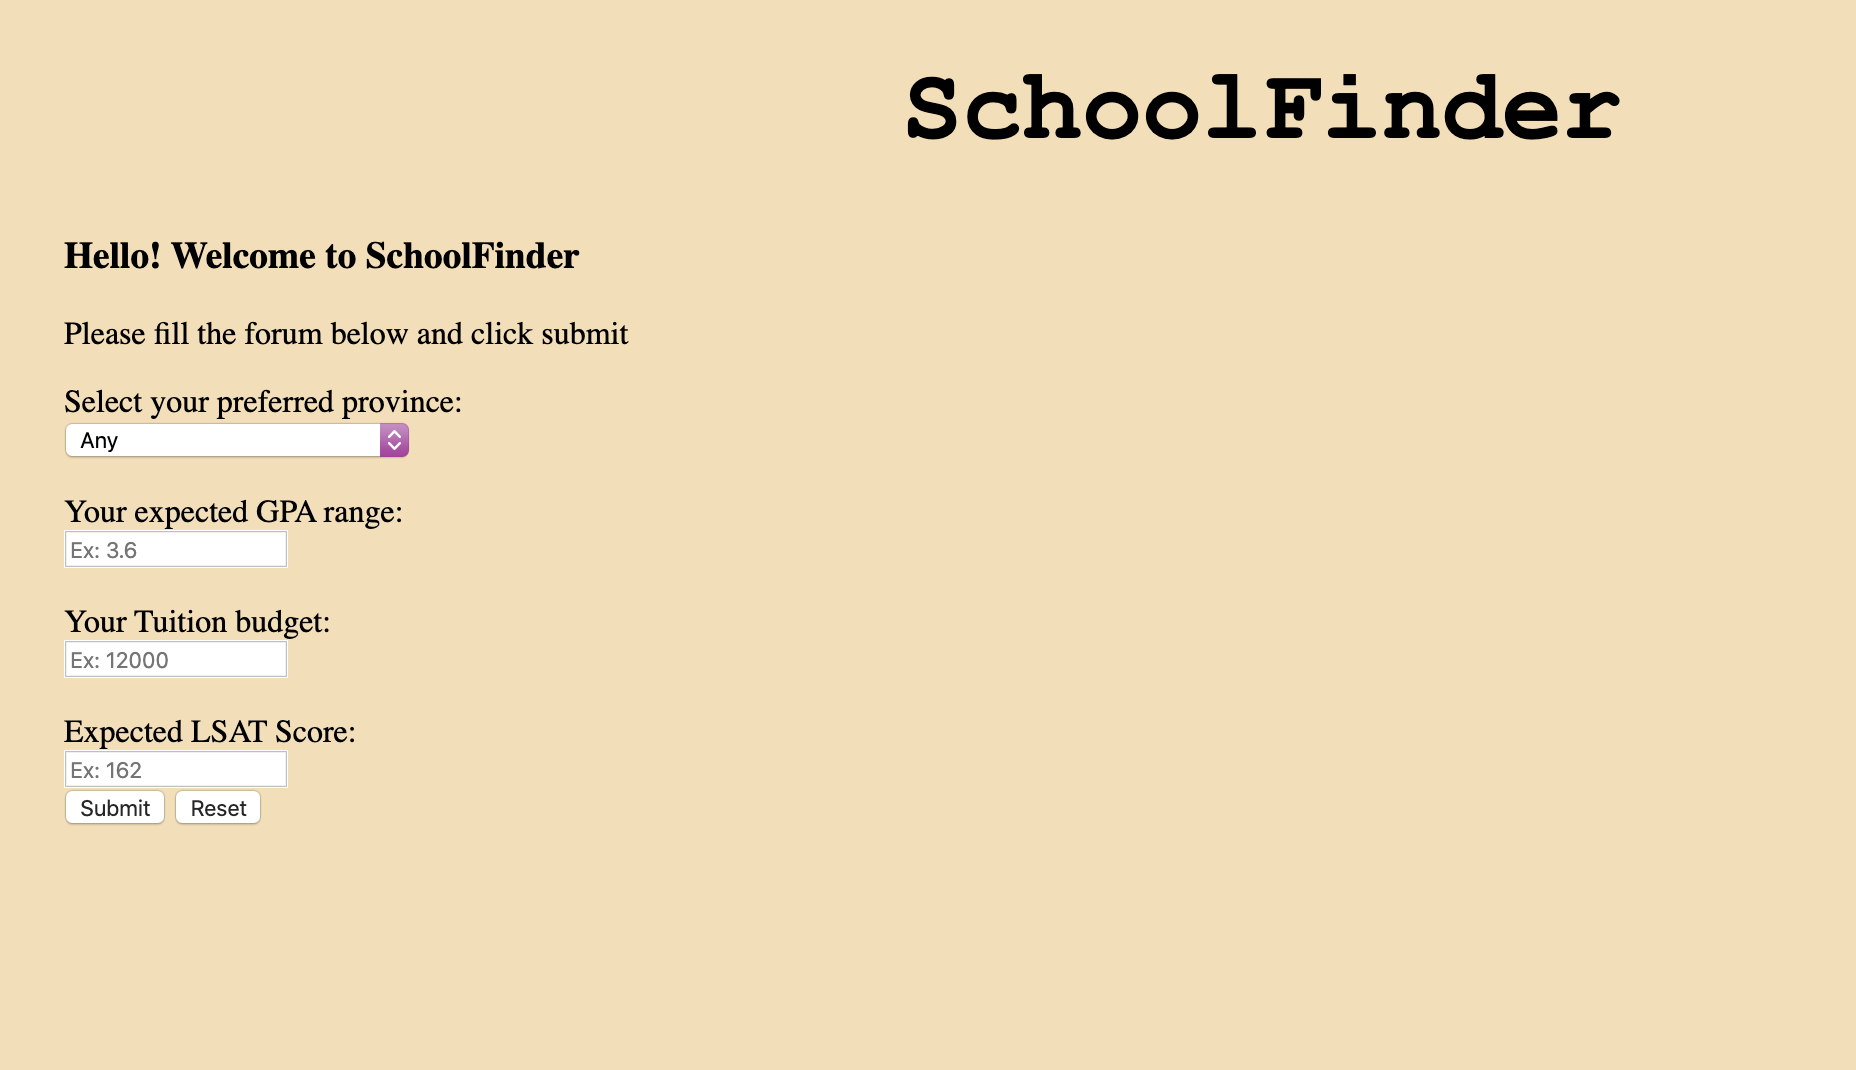 SchoolFinder
Hello! Welcome to SchoolFinder
Please fill the forum below and click submit
Select your preferred province:
Any
Your expected GPA range:
Ex: 3.6
Your Tuition budget:
Ex: 12000
Expected LSAT Score:
Ex: 162
Submit Reset